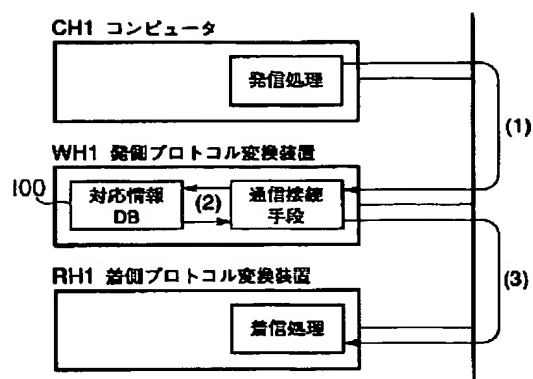 CH1 コンピュータ
発信処理
(1)
WH1 発側プロトコル変換装置
100
対応情報
DB
(2)
通信接続
手段
RH1 着側プロトコル変換装置
(3)
着信処理